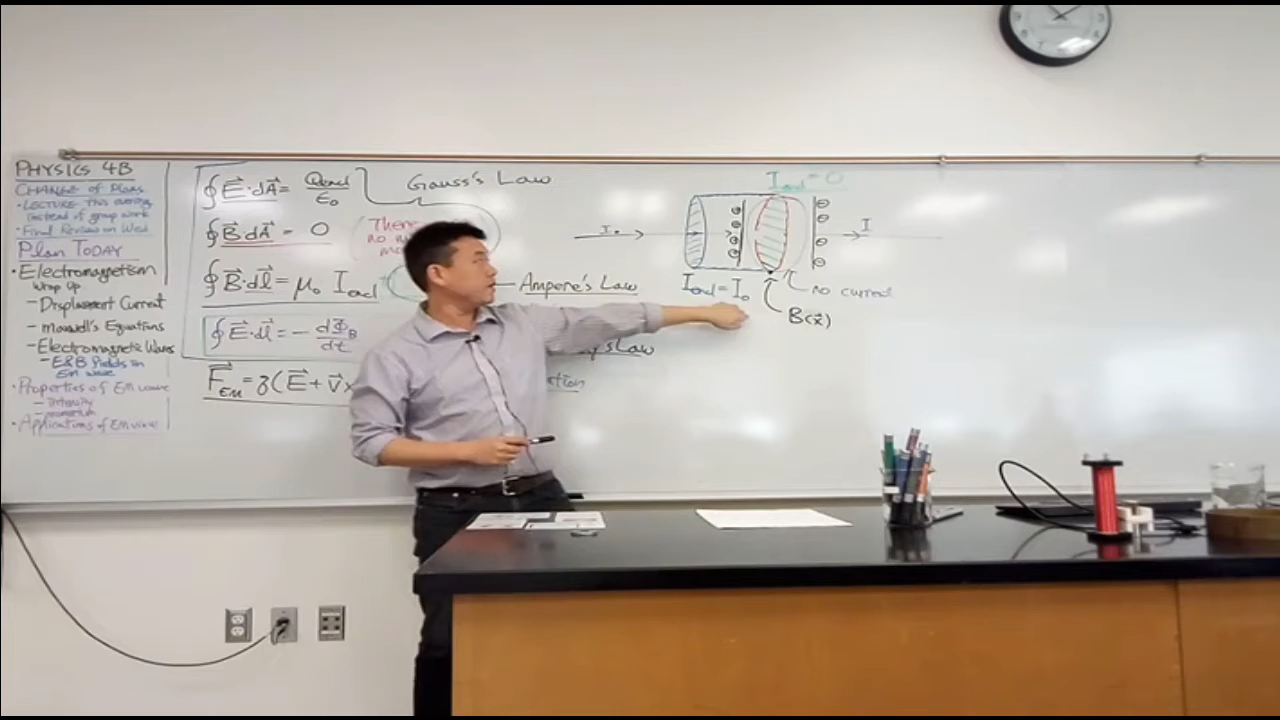 PHYSICS 4B
CHANGE of Plans
• LECTURE this evening
instead of group work
• Final Review on Wed
Plan TODAY
• Electromagnetism
Wrap Up
– Displacement Current
– Maxwell's Equations
– Electromagnetic Waves
– E&B fields in
EM wave
• Properties of EM wave
– intensity
– momentum
• Applications of EM wave
∮E⃗·dA⃗ = Qencl/ε₀
Gauss's Law
∮B⃗·dA⃗ = 0
∮B⃗·dl⃗ = μ₀ Iencl
Ampere's Law
∮E⃗·dl⃗ = − dΦB/dt
Law
F⃗EM = q(E⃗ + v⃗×
I₀
Iencl = 0
I
Iencl = I₀
no current
B(x⃗)